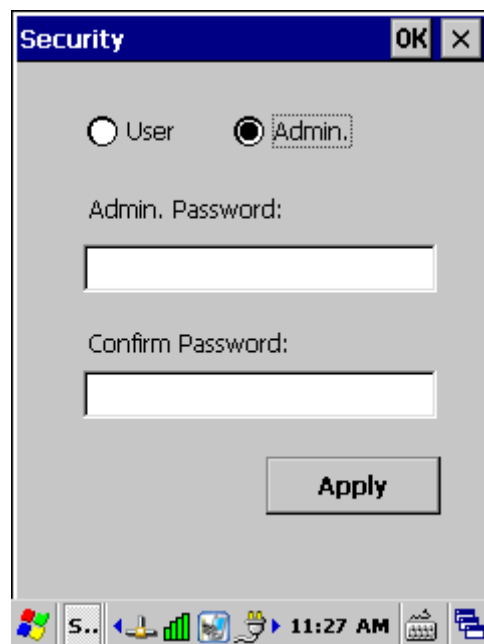 Security OK ×
User Admin.
Admin. Password:
Confirm Password:
Apply
S.. 11:27 AM